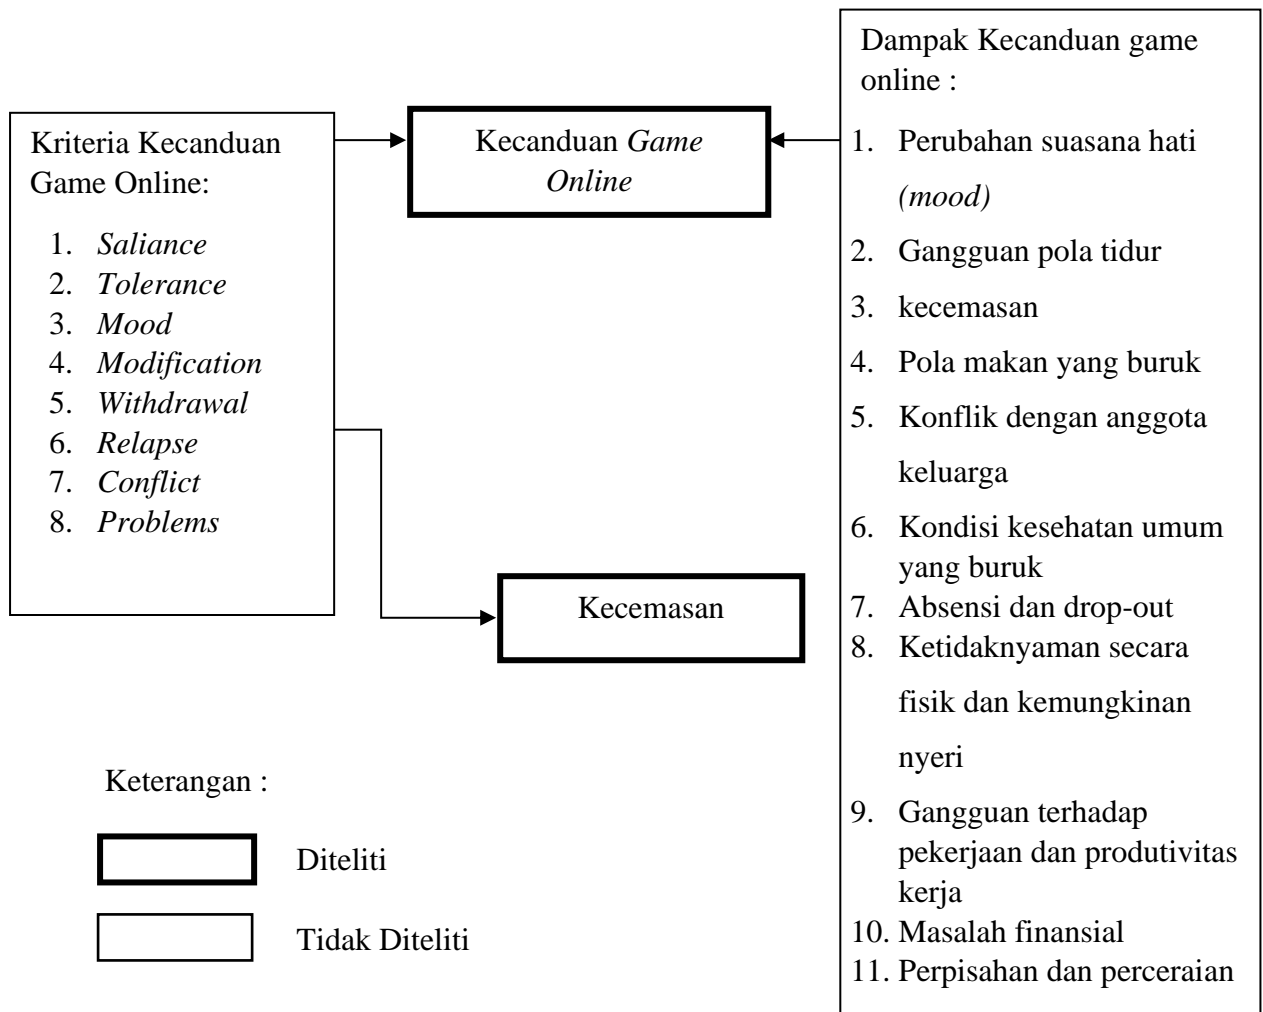 Kriteria Kecanduan
Game Online:
1. Saliance
2. Tolerance
3. Mood
4. Modification
5. Withdrawal
6. Relapse
7. Conflict
8. Problems
Kecanduan Game
Online
Kecemasan
Dampak Kecanduan game
online :
1. Perubahan suasana hati
(mood)
2. Gangguan pola tidur
3. kecemasan
4. Pola makan yang buruk
5. Konflik dengan anggota
keluarga
6. Kondisi kesehatan umum
yang buruk
7. Absensi dan drop-out
8. Ketidaknyaman secara
fisik dan kemungkinan
nyeri
9. Gangguan terhadap
pekerjaan dan produtivitas
kerja
10. Masalah finansial
11. Perpisahan dan perceraian
Keterangan :
Diteliti
Tidak Diteliti